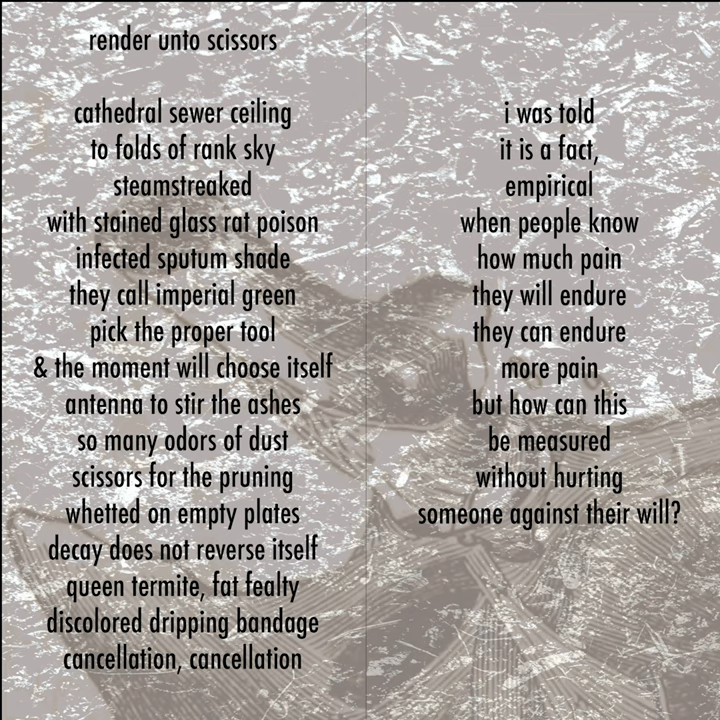 render unto scissors
cathedral sewer ceiling
to folds of rank sky
steamstreaked
with stained glass rat poison
infected sputum shade
they call imperial green
pick the proper tool
& the moment will choose itself
antenna to stir the ashes
so many odors of dust
scissors for the pruning
whetted on empty plates
decay does not reverse itself
queen termite, fat fealty
discolored dripping bandage
cancellation, cancellation
i was told
it is a fact,
empirical
when people know
how much pain
they will endure
they can endure
more pain
but how can this
be measured
without hurting
someone against their will?